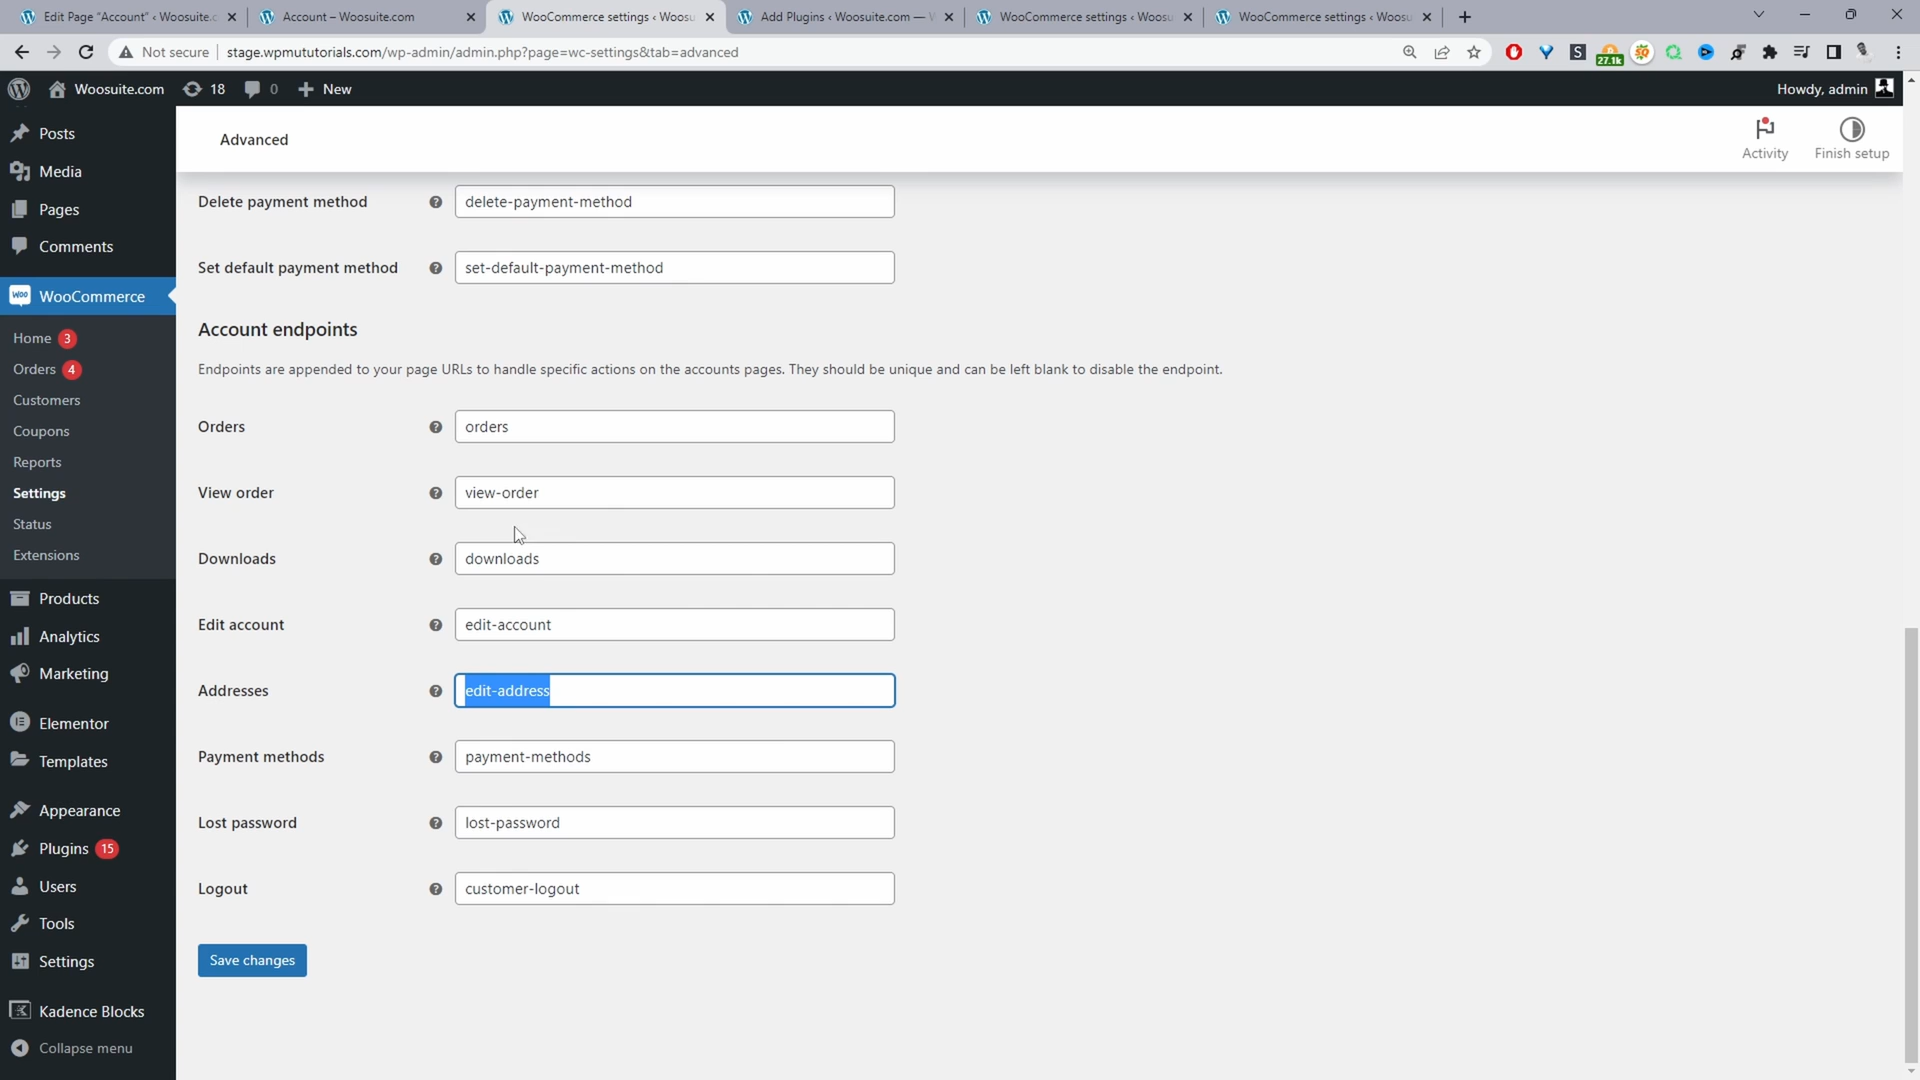 Edit Page "Account" ‹ Woosuite.c
Account – Woosuite.com
WooCommerce settings ‹ Woosu
Add Plugins ‹ Woosuite.com — W
WooCommerce settings ‹ Woosu
WooCommerce settings ‹ Woosu
Not secure
stage.wpmututorials.com/wp-admin/admin.php?page=wc-settings&tab=advanced
27.1k
Woosuite.com
18
0
New
Howdy, admin
Posts
Media
Pages
Comments
WooCommerce
Home 3
Orders 4
Customers
Coupons
Reports
Settings
Status
Extensions
Products
Analytics
Marketing
Elementor
Templates
Appearance
Plugins 15
Users
Tools
Settings
Kadence Blocks
Collapse menu
Advanced
Activity
Finish setup
Delete payment method
delete-payment-method
Set default payment method
set-default-payment-method
Account endpoints
Endpoints are appended to your page URLs to handle specific actions on the accounts pages. They should be unique and can be left blank to disable the endpoint.
Orders
orders
View order
view-order
Downloads
downloads
Edit account
edit-account
Addresses
edit-address
Payment methods
payment-methods
Lost password
lost-password
Logout
customer-logout
Save changes